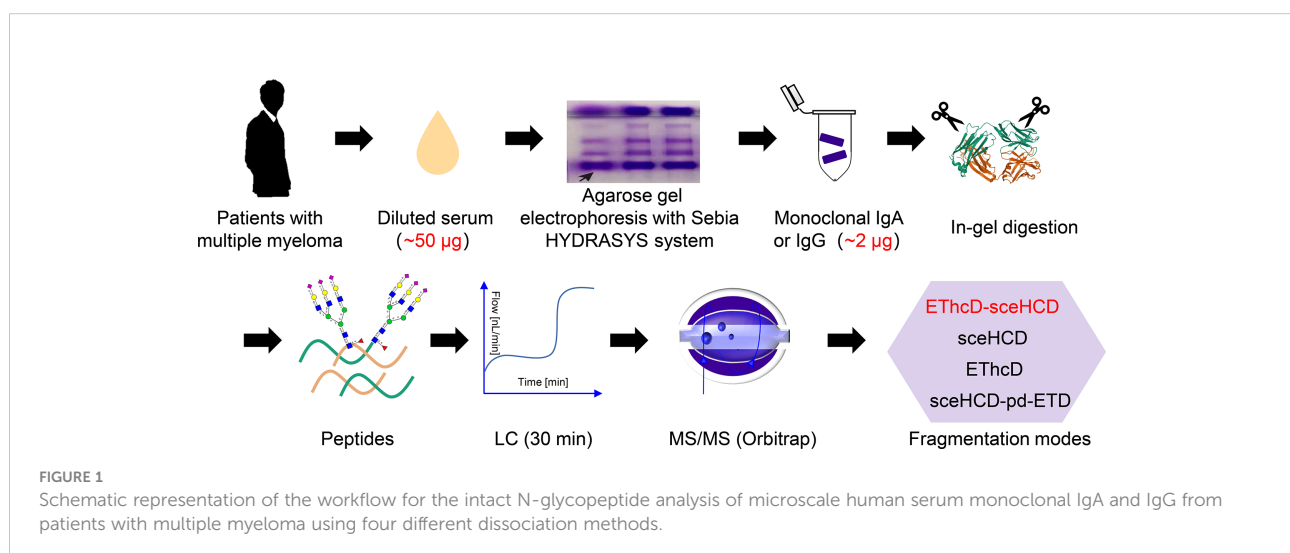 Patients with
multiple myeloma
Diluted serum
(~50 µg)
Agarose gel
electrophoresis with Sebia
HYDRASYS system
Monoclonal IgA
or IgG (~2 µg)
In-gel digestion
Peptides
Flow [nL/min]
Time [min]
LC (30 min)
MS/MS (Orbitrap)
EThcD-sceHCD
sceHCD
EThcD
sceHCD-pd-ETD
Fragmentation modes
FIGURE 1
Schematic representation of the workflow for the intact N-glycopeptide analysis of microscale human serum monoclonal IgA and IgG from
patients with multiple myeloma using four different dissociation methods.